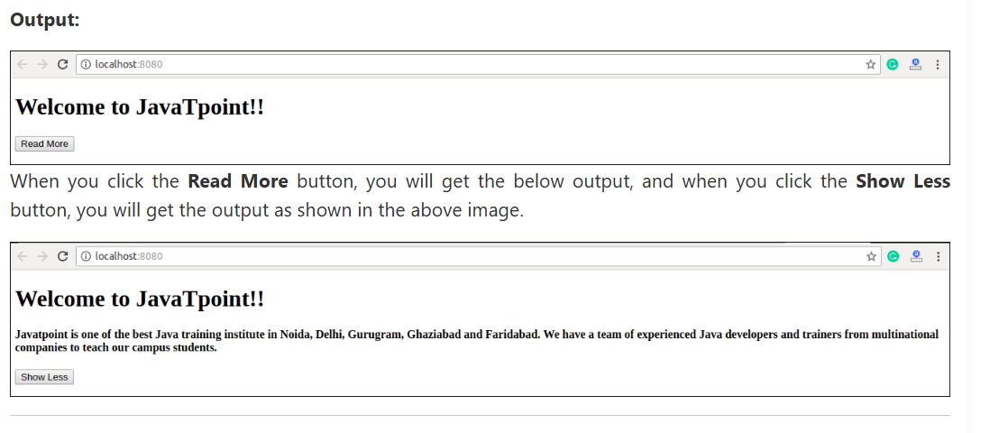 Output:
localhost:8080
Welcome to JavaTpoint!!
Read More
When you click the Read More button, you will get the below output, and when you click the Show Less
button, you will get the output as shown in the above image.
localhost:8080
Welcome to JavaTpoint!!
Javatpoint is one of the best Java training institute in Noida, Delhi, Gurugram, Ghaziabad and Faridabad. We have a team of experienced Java developers and trainers from multinational
companies to teach our campus students.
Show Less